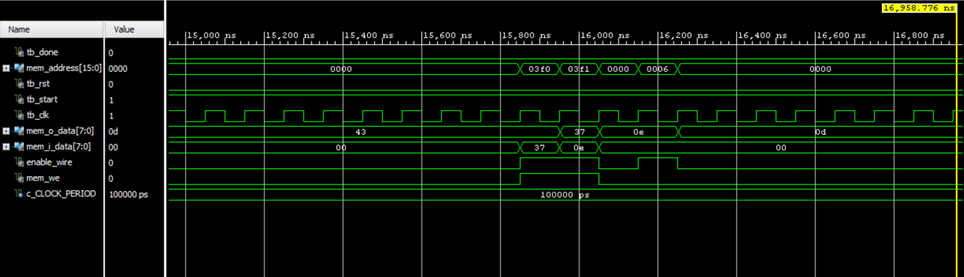 16,958.776 ns
Name Value
15,000 ns 15,200 ns 15,400 ns 15,600 ns 15,800 ns 16,000 ns 16,200 ns 16,400 ns 16,600 ns 16,800 ns
tb_done 0
mem_address[15:0] 0000 0000 03f0 03f1 0000 0006 0000
tb_rst 0
tb_start 1
tb_clk 1
mem_o_data[7:0] 0d 43 37 0e 0d
mem_i_data[7:0] 00 00 37 0e 00
enable_wire 0
mem_we 0
c_CLOCK_PERIOD 100000 ps 100000 ps